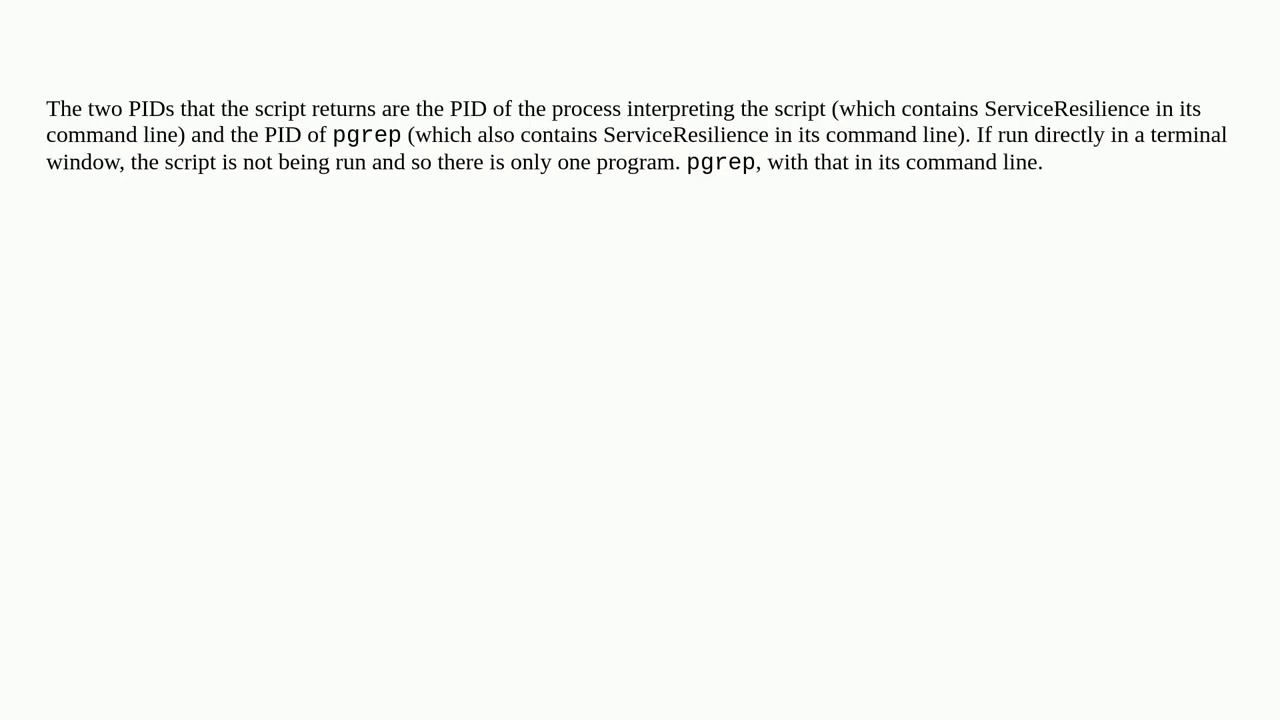 The two PIDs that the script returns are the PID of the process interpreting the script (which contains ServiceResilience in its
command line) and the PID of pgrep (which also contains ServiceResilience in its command line). If run directly in a terminal
window, the script is not being run and so there is only one program. pgrep, with that in its command line.